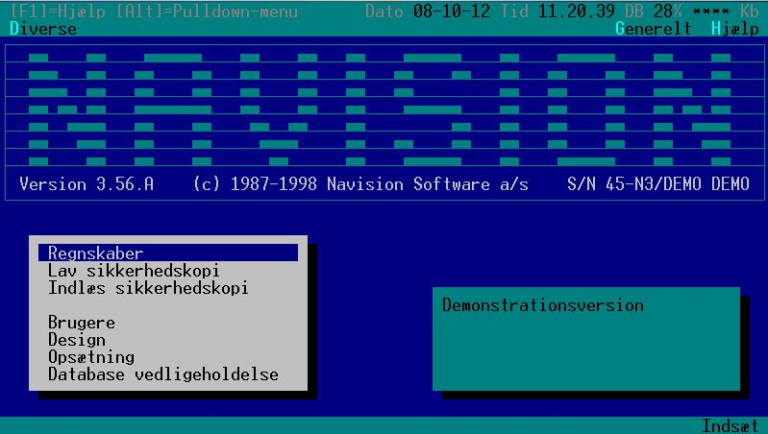 [F1]=Hjælp [Alt]=Pulldown-menu Dato 08-10-12 Tid 11.20.39 DB 28% **** Kb
Diverse Generelt Hjælp
NAVISION
Version 3.56.A (c) 1987-1998 Navision Software a/s S/N 45-N3/DEMO DEMO
Regnskaber
Lav sikkerhedskopi
Indlæs sikkerhedskopi
Demonstrationsversion
Brugere
Design
Opsætning
Database vedligeholdelse
Indsæt